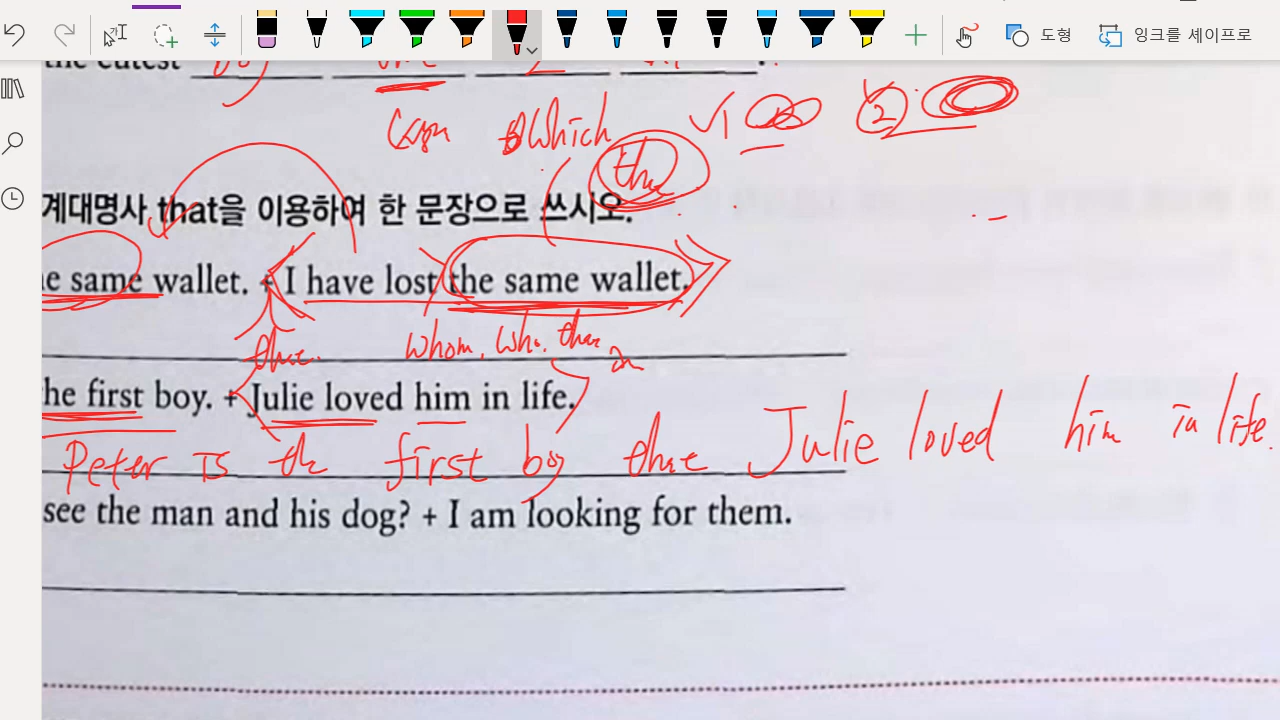 도형 잉크를 셰이프로
the cutest boy
Which
that
계대명사 that을 이용하여 한 문장으로 쓰시오.
e same wallet. + I have lost the same wallet.
that. whom, who, that
he first boy. + Julie loved him in life.
Peter is the first boy that Julie loved him in life.
see the man and his dog? + I am looking for them.